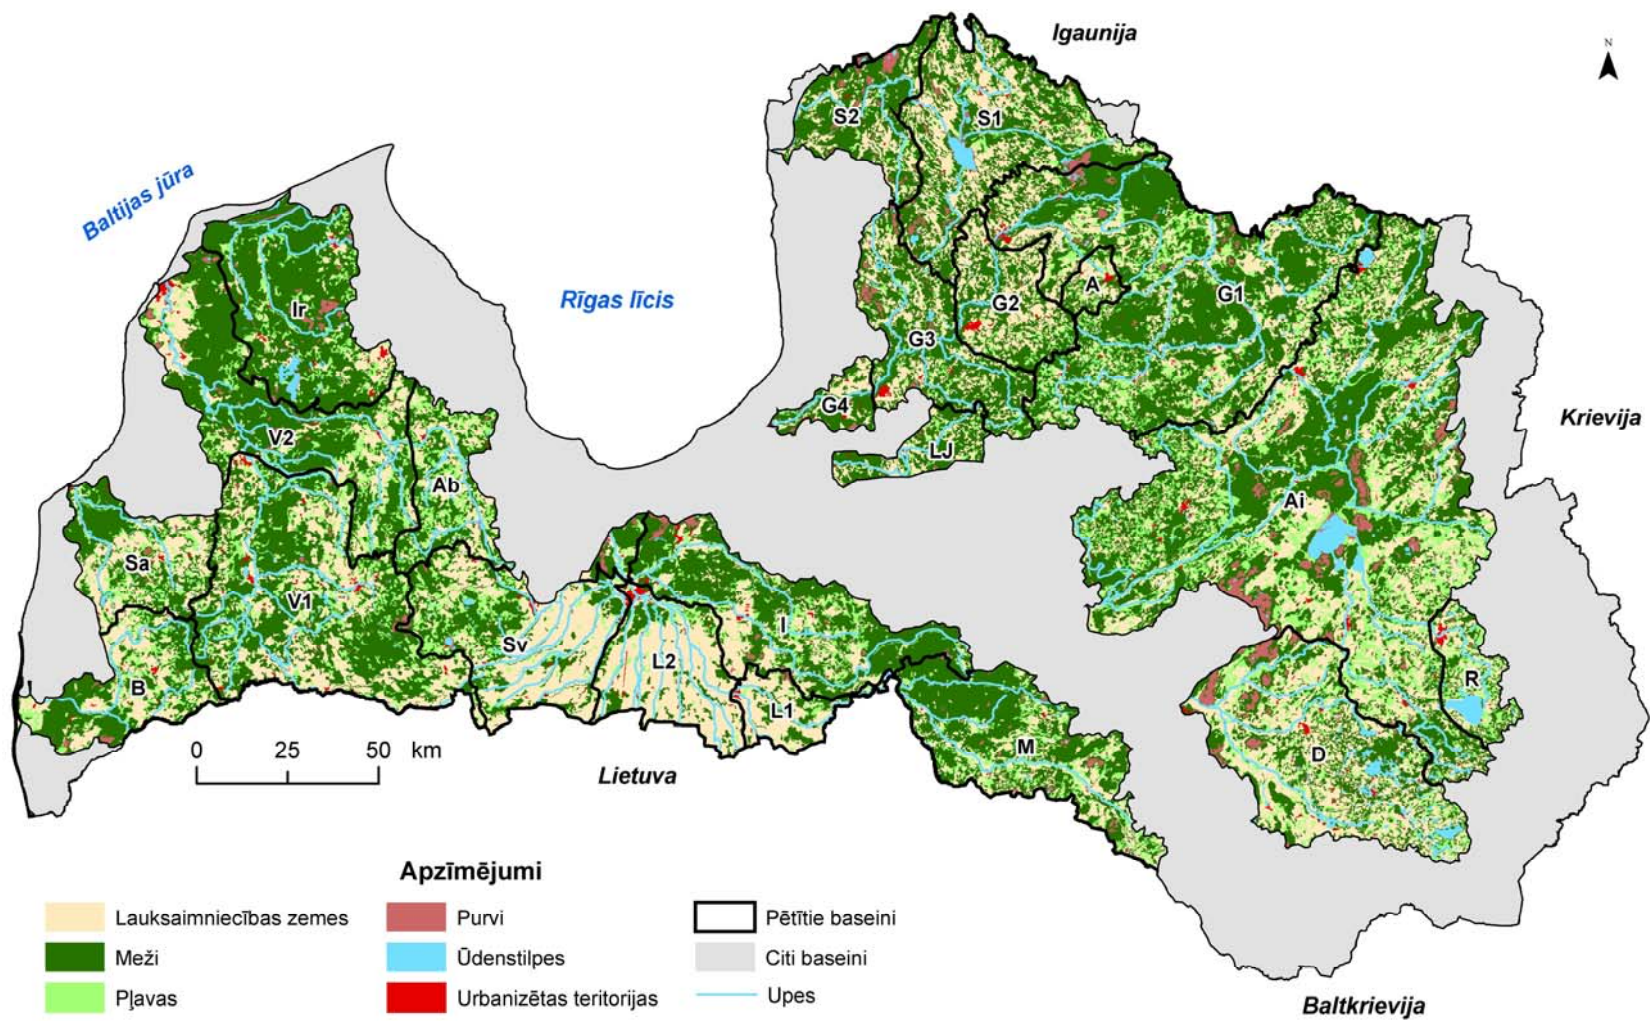 Igaunija
N
S2
S1
Baltijas jūra
Rīgas līcis
Ir
G2
A
G1
G3
G4
Krievija
V2
LJ
Ab
Ai
Sa
V1
I
Sv
L2
B
L1
R
M
D
0 25 50 km
Lietuva
Apzīmējumi
Lauksaimniecības zemes
Purvi
Pētītie baseini
Meži
Ūdenstilpes
Citi baseini
Pļavas
Urbanizētas teritorijas
Upes
Baltkrievija